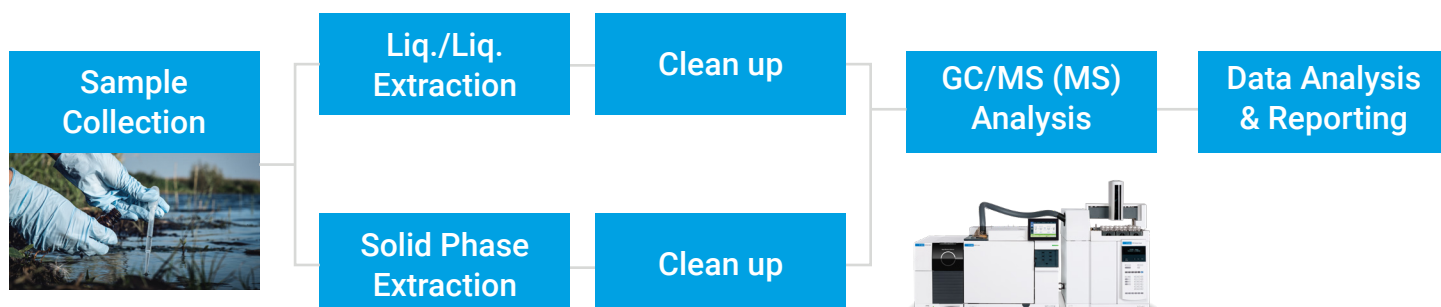 Sample
Collection
Liq./Liq.
Extraction
Clean up
Solid Phase
Extraction
Clean up
GC/MS (MS)
Analysis
Data Analysis
& Reporting